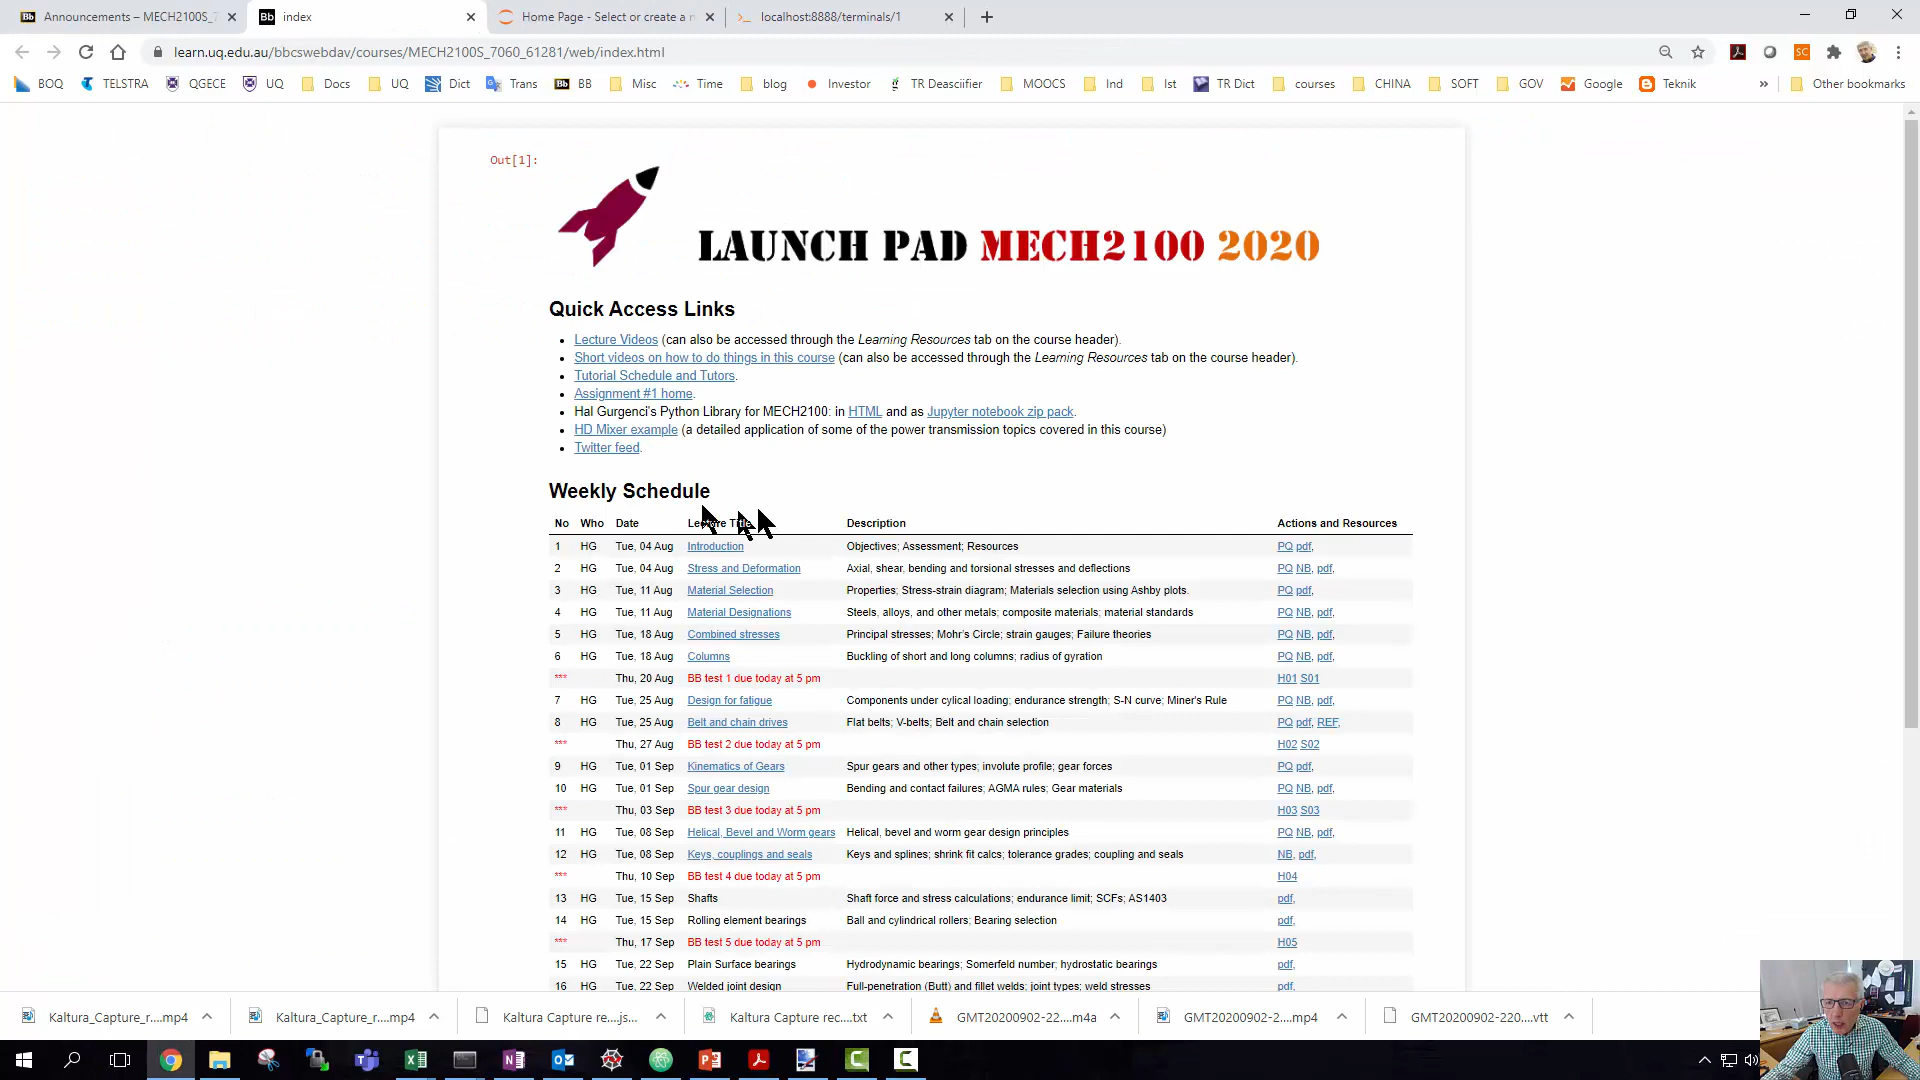 Announcements – MECH2100S_7
index
Home Page - Select or create a n
localhost:8888/terminals/1
learn.uq.edu.au/bbcswebdav/courses/MECH2100S_7060_61281/web/index.html
BOQ TELSTRA QGECE UQ Docs UQ Dict Trans BB Misc Time blog Investor TR Deasciifier MOOCS Ind Ist TR Dict courses CHINA SOFT GOV Google Teknik » Other bookmarks
Out[1]:
LAUNCH PAD MECH2100 2020
Quick Access Links
Lecture Videos (can also be accessed through the Learning Resources tab on the course header).
Short videos on how to do things in this course (can also be accessed through the Learning Resources tab on the course header).
Tutorial Schedule and Tutors.
Assignment #1 home.
Hal Gurgenci's Python Library for MECH2100: in HTML and as Jupyter notebook zip pack.
HD Mixer example (a detailed application of some of the power transmission topics covered in this course)
Twitter feed.
Weekly Schedule
No Who Date Lecture Title Description Actions and Resources
1 HG Tue, 04 Aug Introduction Objectives; Assessment; Resources PQ pdf,
2 HG Tue, 04 Aug Stress and Deformation Axial, shear, bending and torsional stresses and deflections PQ NB, pdf,
3 HG Tue, 11 Aug Material Selection Properties; Stress-strain diagram; Materials selection using Ashby plots. PQ pdf,
4 HG Tue, 11 Aug Material Designations Steels, alloys, and other metals; composite materials; material standards PQ NB, pdf,
5 HG Tue, 18 Aug Combined stresses Principal stresses; Mohr's Circle; strain gauges; Failure theories PQ NB, pdf,
6 HG Tue, 18 Aug Columns Buckling of short and long columns; radius of gyration PQ NB, pdf,
*** Thu, 20 Aug BB test 1 due today at 5 pm H01 S01
7 HG Tue, 25 Aug Design for fatigue Components under cylical loading; endurance strength; S-N curve; Miner's Rule PQ NB, pdf,
8 HG Tue, 25 Aug Belt and chain drives Flat belts; V-belts; Belt and chain selection PQ pdf, REF,
*** Thu, 27 Aug BB test 2 due today at 5 pm H02 S02
9 HG Tue, 01 Sep Kinematics of Gears Spur gears and other types; involute profile; gear forces PQ pdf,
10 HG Tue, 01 Sep Spur gear design Bending and contact failures; AGMA rules; Gear materials PQ NB, pdf,
*** Thu, 03 Sep BB test 3 due today at 5 pm H03 S03
11 HG Tue, 08 Sep Helical, Bevel and Worm gears Helical, bevel and worm gear design principles PQ NB, pdf,
12 HG Tue, 08 Sep Keys, couplings and seals Keys and splines; shrink fit calcs; tolerance grades; coupling and seals NB, pdf,
*** Thu, 10 Sep BB test 4 due today at 5 pm H04
13 HG Tue, 15 Sep Shafts Shaft force and stress calculations; endurance limit; SCFs; AS1403 pdf,
14 HG Tue, 15 Sep Rolling element bearings Ball and cylindrical rollers; Bearing selection pdf,
*** Thu, 17 Sep BB test 5 due today at 5 pm H05
15 HG Tue, 22 Sep Plain Surface bearings Hydrodynamic bearings; Somerfeld number; hydrostatic bearings pdf,
16 HG Tue, 22 Sep Welded joint design Full-penetration (Butt) and fillet welds; joint types; weld stresses pdf,
Kaltura_Capture_r....mp4 Kaltura_Capture_r....mp4 Kaltura Capture re....js... Kaltura Capture rec....txt GMT20200902-22....m4a GMT20200902-2....mp4 GMT20200902-220....vtt